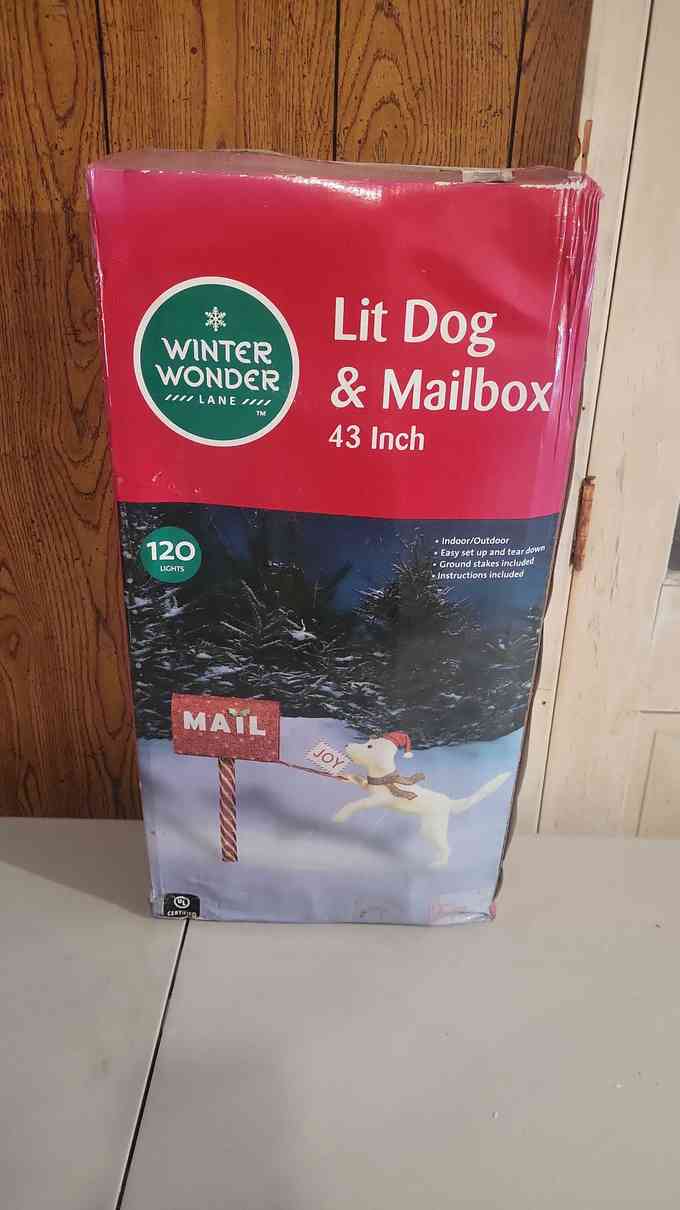 WINTER
WONDER
LANE
TM
Lit Dog
& Mailbox
43 Inch
120
LIGHTS
• Indoor/Outdoor
• Easy set up and tear down
• Ground stakes included
• Instructions included
MAIL
JOY
UL
CERTIFIED